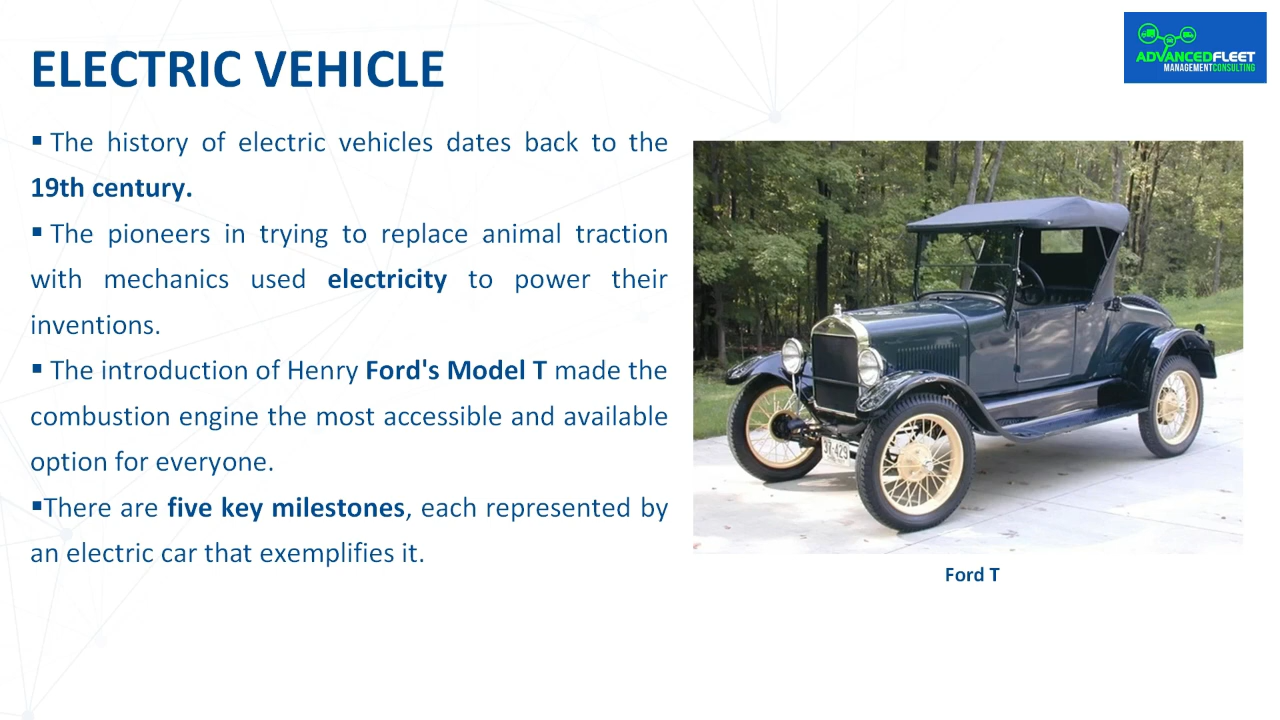 ELECTRIC VEHICLE
ADVANCEDFLEET
MANAGEMENTCONSULTING
▪ The history of electric vehicles dates back to the
19th century.
▪ The pioneers in trying to replace animal traction
with mechanics used electricity to power their
inventions.
▪ The introduction of Henry Ford's Model T made the
combustion engine the most accessible and available
option for everyone.
▪There are five key milestones, each represented by
an electric car that exemplifies it.
Ford T